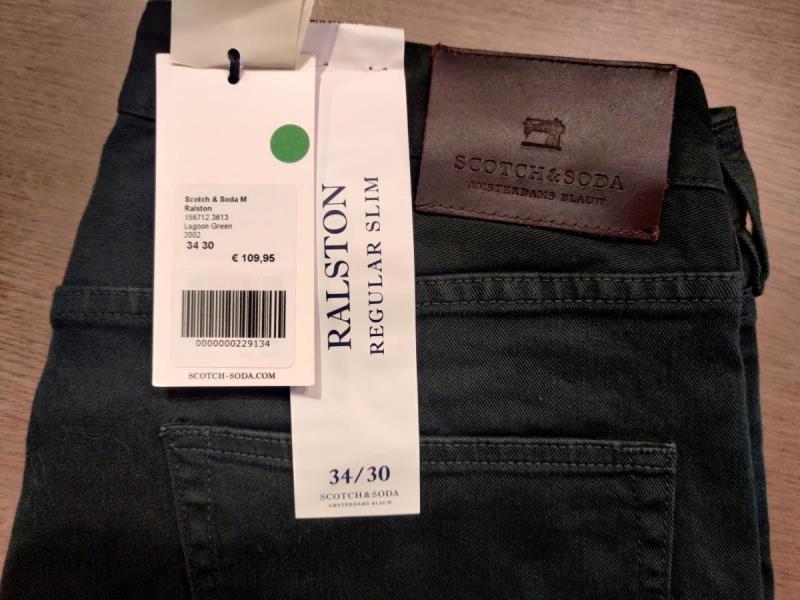 Scotch & Soda M
Ralston
156712 3613
Lagoon Green
2002
34 30
€ 109,95
0000000229134
SCOTCH-SODA.COM
RALSTON
REGULAR SLIM
34/30
SCOTCH & SODA
AMSTERDAMS BLAUW
SCOTCH & SODA
AMSTERDAMS BLAUW